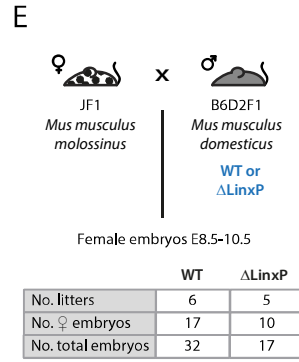 E
♀ x ♂
JF1 B6D2F1
Mus musculus Mus musculus
molossinus domesticus
WT or
ΔLinxP
Female embryos E8.5-10.5
WT ΔLinxP
No. litters 6 5
No. ♀ embryos 17 10
No. total embryos 32 17